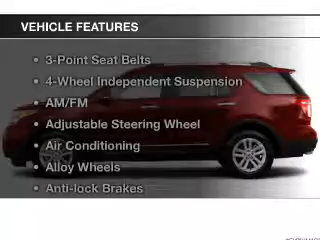 VEHICLE FEATURES
• 3-Point Seat Belts
• 4-Wheel Independent Suspension
• AM/FM
• Adjustable Steering Wheel
• Air Conditioning
• Alloy Wheels
• Anti-lock Brakes